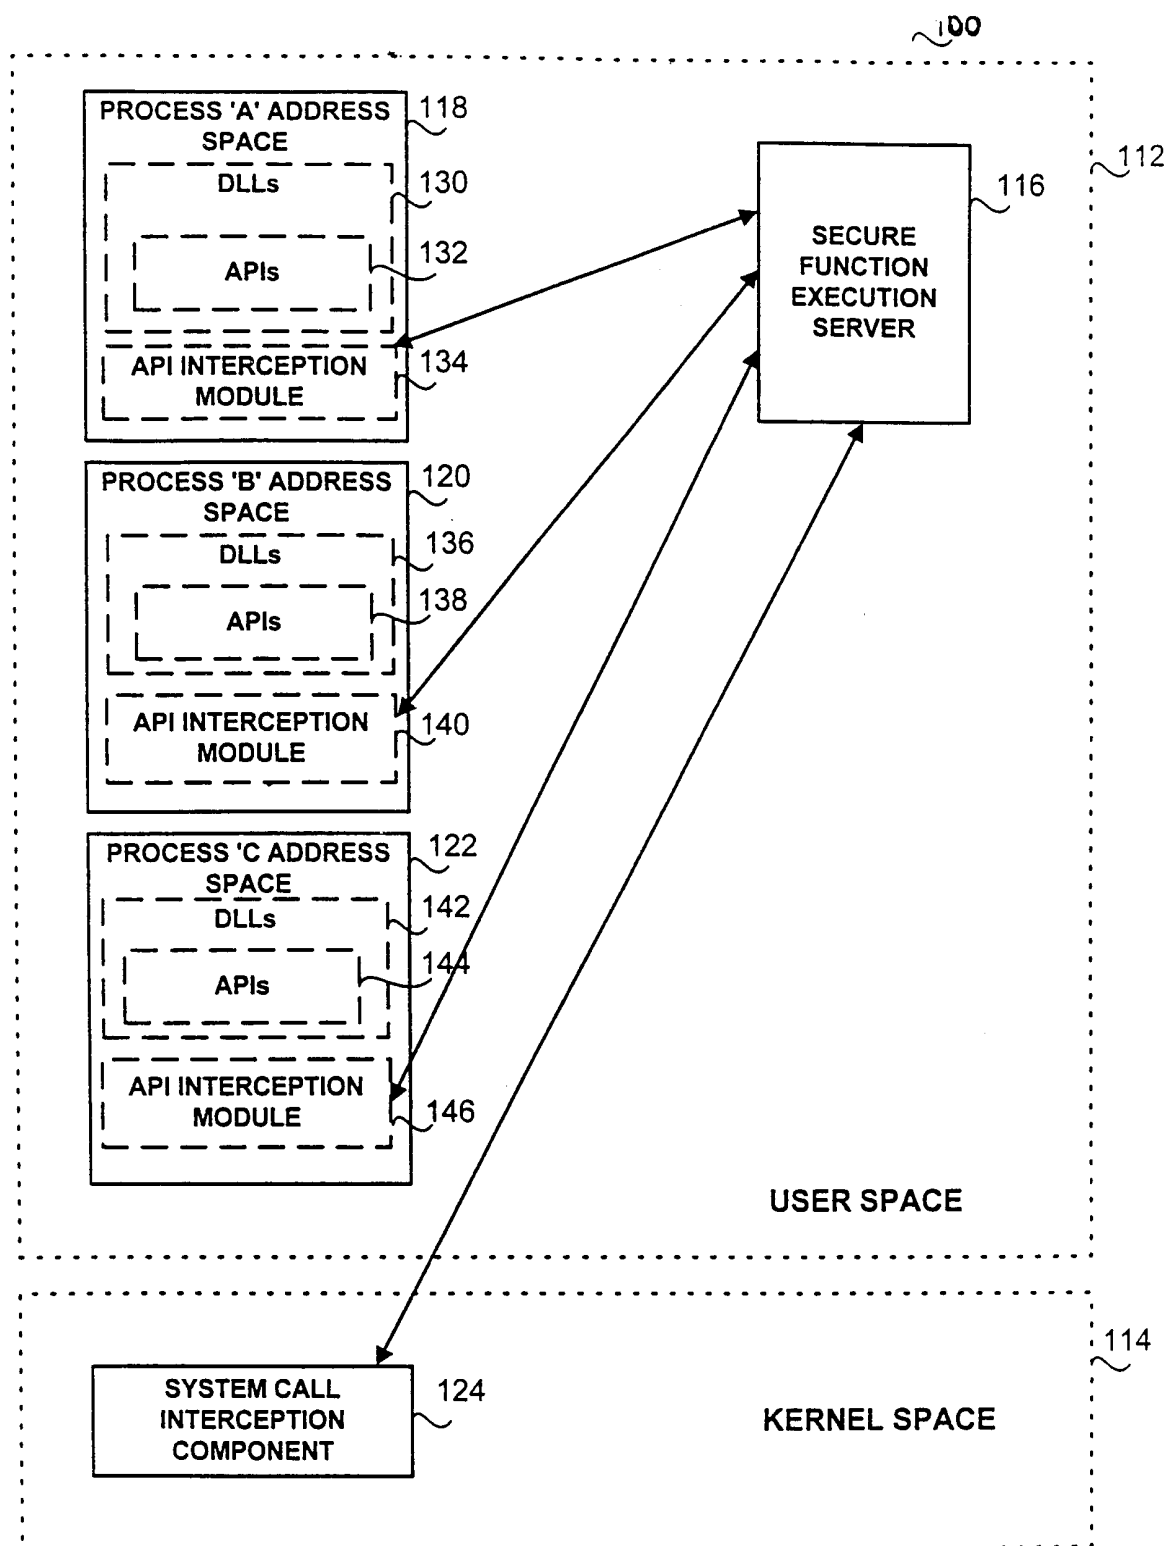 100
PROCESS 'A' ADDRESS
SPACE
118
DLLs
130
APIs
132
API INTERCEPTION
MODULE
134
SECURE
FUNCTION
EXECUTION
SERVER
116
112
PROCESS 'B' ADDRESS
SPACE
120
DLLs
136
APIs
138
API INTERCEPTION
MODULE
140
PROCESS 'C ADDRESS
SPACE
122
DLLs
142
APIs
144
API INTERCEPTION
MODULE
146
USER SPACE
SYSTEM CALL
INTERCEPTION
COMPONENT
124
KERNEL SPACE
114